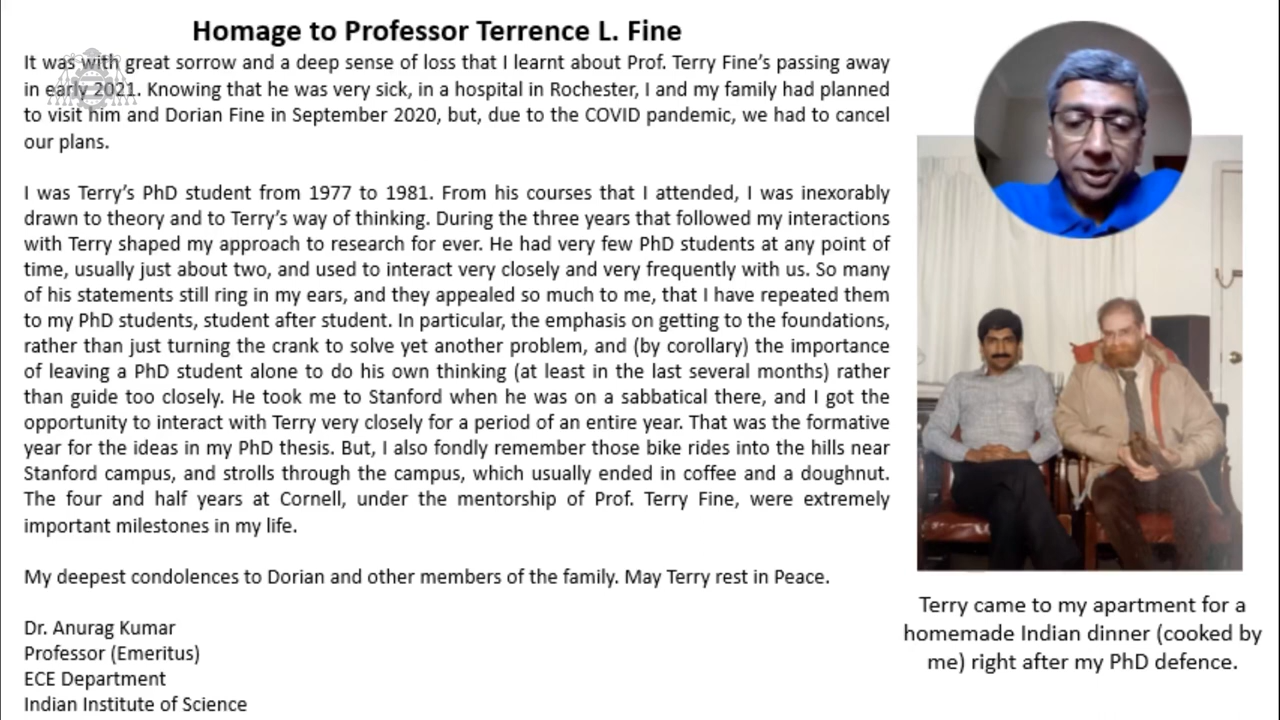 Homage to Professor Terrence L. Fine
It was with great sorrow and a deep sense of loss that I learnt about Prof. Terry Fine's passing away
in early 2021. Knowing that he was very sick, in a hospital in Rochester, I and my family had planned
to visit him and Dorian Fine in September 2020, but, due to the COVID pandemic, we had to cancel
our plans.
I was Terry's PhD student from 1977 to 1981. From his courses that I attended, I was inexorably
drawn to theory and to Terry's way of thinking. During the three years that followed my interactions
with Terry shaped my approach to research for ever. He had very few PhD students at any point of
time, usually just about two, and used to interact very closely and very frequently with us. So many
of his statements still ring in my ears, and they appealed so much to me, that I have repeated them
to my PhD students, student after student. In particular, the emphasis on getting to the foundations,
rather than just turning the crank to solve yet another problem, and (by corollary) the importance
of leaving a PhD student alone to do his own thinking (at least in the last several months) rather
than guide too closely. He took me to Stanford when he was on a sabbatical there, and I got the
opportunity to interact with Terry very closely for a period of an entire year. That was the formative
year for the ideas in my PhD thesis. But, I also fondly remember those bike rides into the hills near
Stanford campus, and strolls through the campus, which usually ended in coffee and a doughnut.
The four and half years at Cornell, under the mentorship of Prof. Terry Fine, were extremely
important milestones in my life.
My deepest condolences to Dorian and other members of the family. May Terry rest in Peace.
Dr. Anurag Kumar
Professor (Emeritus)
ECE Department
Indian Institute of Science
Terry came to my apartment for a
homemade Indian dinner (cooked by
me) right after my PhD defence.